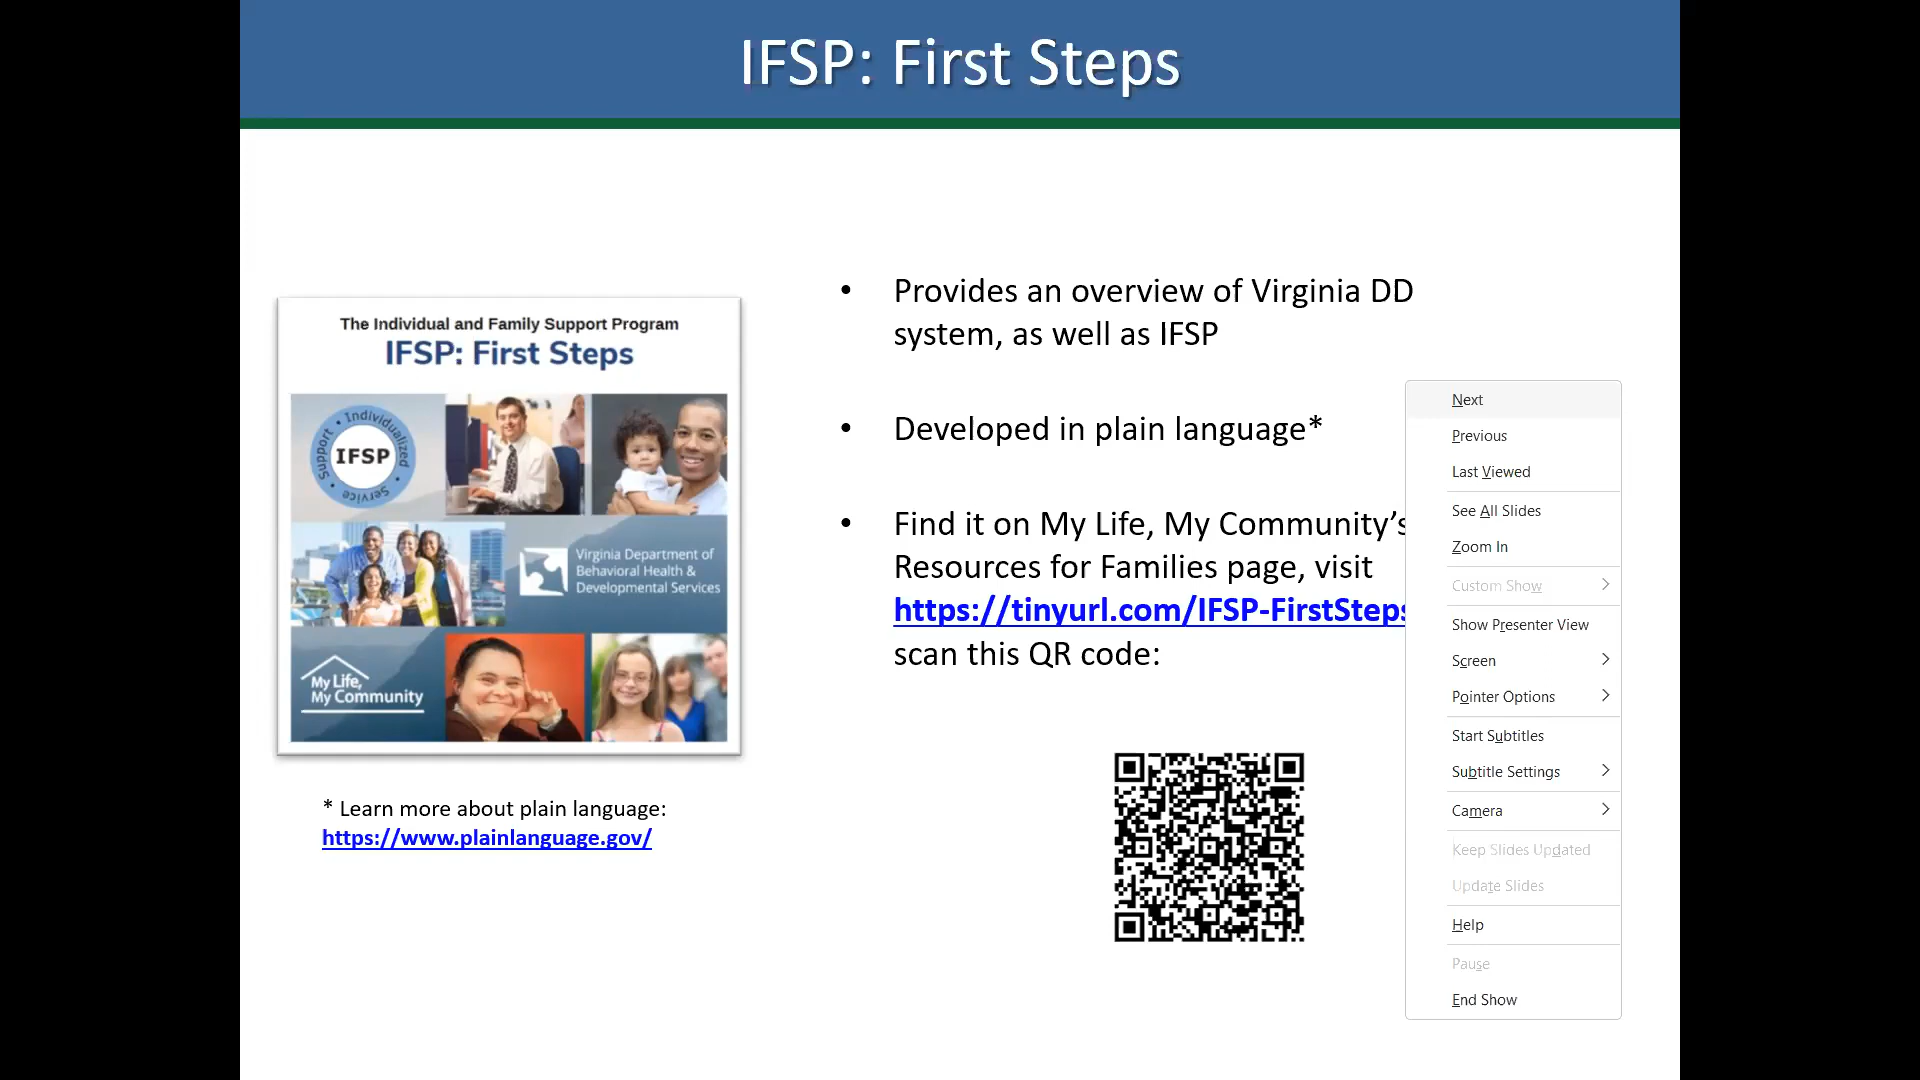 IFSP: First Steps
The Individual and Family Support Program
IFSP: First Steps
Individualized
Service
Support
IFSP
Virginia Department of
Behavioral Health &
Developmental Services
My Life,
My Community
* Learn more about plain language:
https://www.plainlanguage.gov/
• Provides an overview of Virginia DD
system, as well as IFSP
• Developed in plain language*
• Find it on My Life, My Community's
Resources for Families page, visit
https://tinyurl.com/IFSP-FirstSteps
scan this QR code:
Next
Previous
Last Viewed
See All Slides
Zoom In
Custom Show
Show Presenter View
Screen
Pointer Options
Start Subtitles
Subtitle Settings
Camera
Keep Slides Updated
Update Slides
Help
Pause
End Show